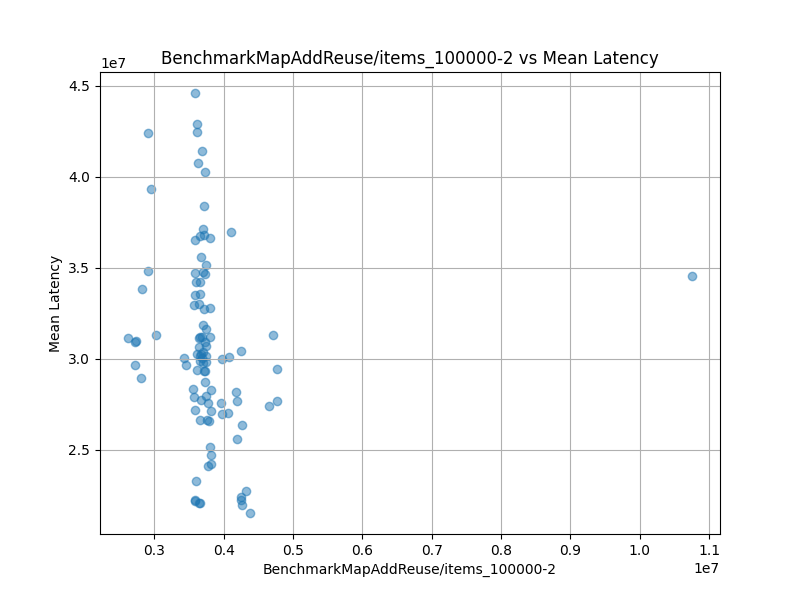 BenchmarkMapAddReuse/items_100000-2 vs Mean Latency
1e7
4.5
4.0
3.5
3.0
2.5
Mean Latency
0.3 0.4 0.5 0.6 0.7 0.8 0.9 1.0 1.1
BenchmarkMapAddReuse/items_100000-2
1e7